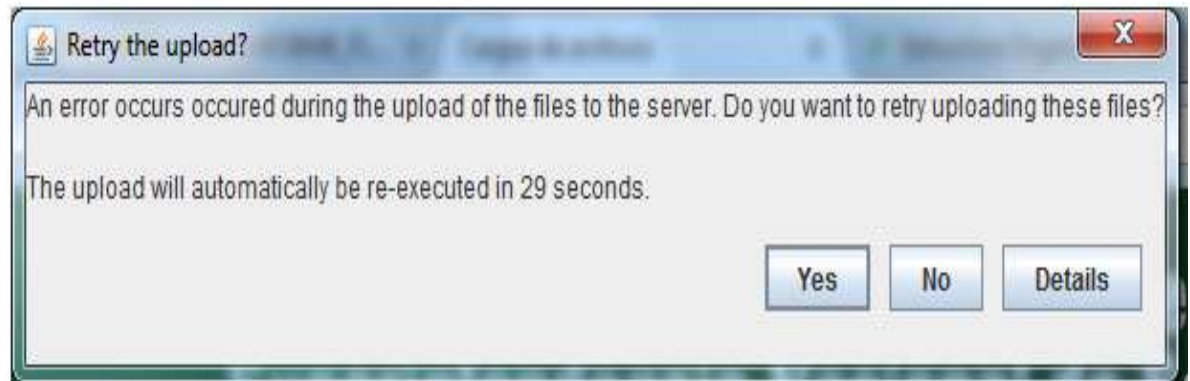 Retry the upload?
X
An error occurs occured during the upload of the files to the server. Do you want to retry uploading these files?
The upload will automatically be re-executed in 29 seconds.
Yes No Details